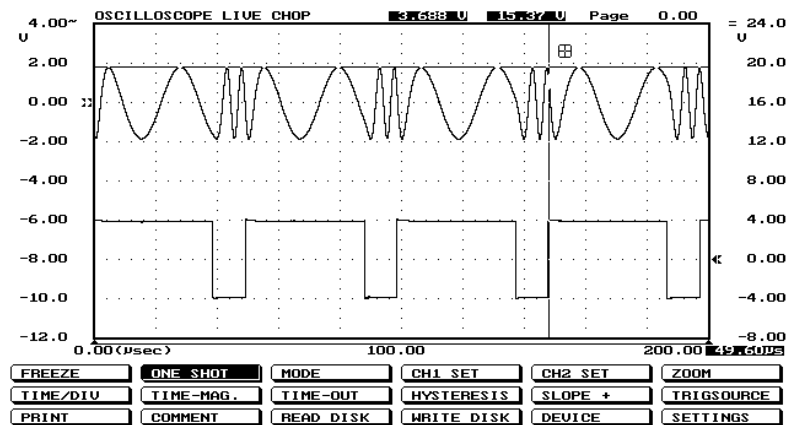 OSCILLOSCOPE LIVE CHOP 3.688 V 15.37 V Page 0.00
4.00~ = 24.0
V V
2.00 20.0
0.00 16.0
-2.00 12.0
-4.00 8.00
-6.00 4.00
-8.00 0.00
-10.0 -4.00
-12.0 -8.00
0.00(µsec) 100.00 200.00 49.60µs
FREEZE ONE SHOT MODE CH1 SET CH2 SET ZOOM
TIME/DIV TIME-MAG. TIME-OUT HYSTERESIS SLOPE + TRIGSOURCE
PRINT COMMENT READ DISK WRITE DISK DEVICE SETTINGS